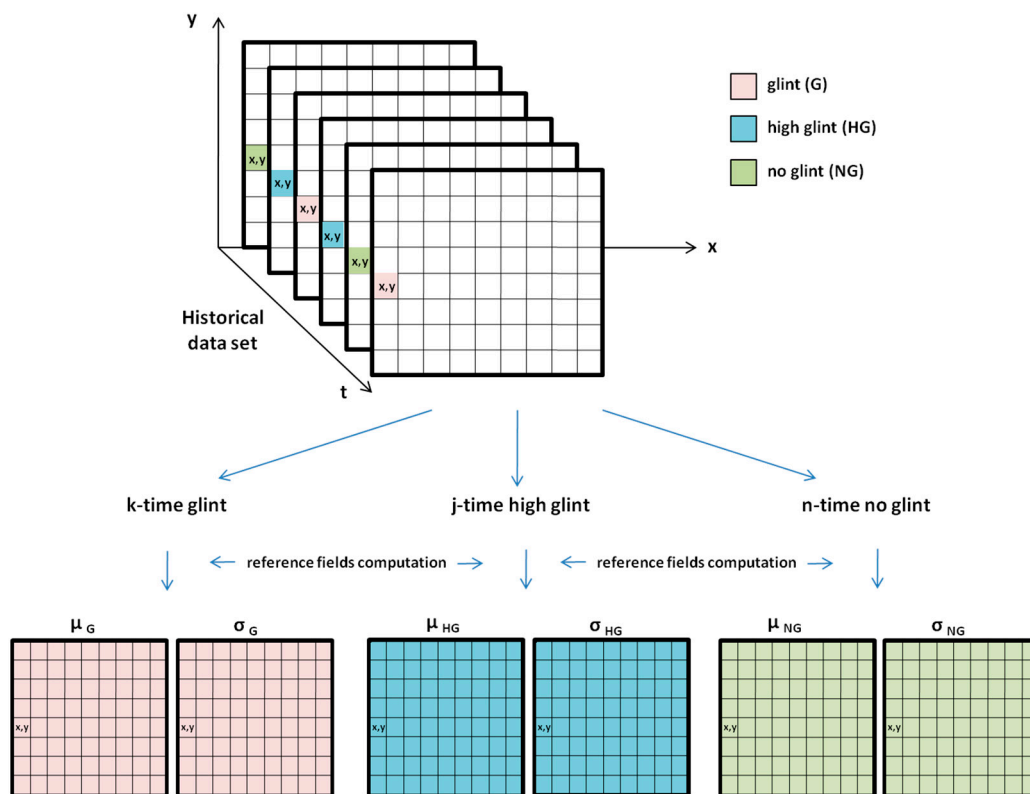 y
glint (G)
high glint (HG)
no glint (NG)
x,y
x,y
x,y
x,y
x,y
x,y
x
Historical
data set
t
k-time glint
j-time high glint
n-time no glint
reference fields computation
reference fields computation
μ G
σ G
μ HG
σ HG
μ NG
σ NG
x,y
x,y
x,y
x,y
x,y
x,y